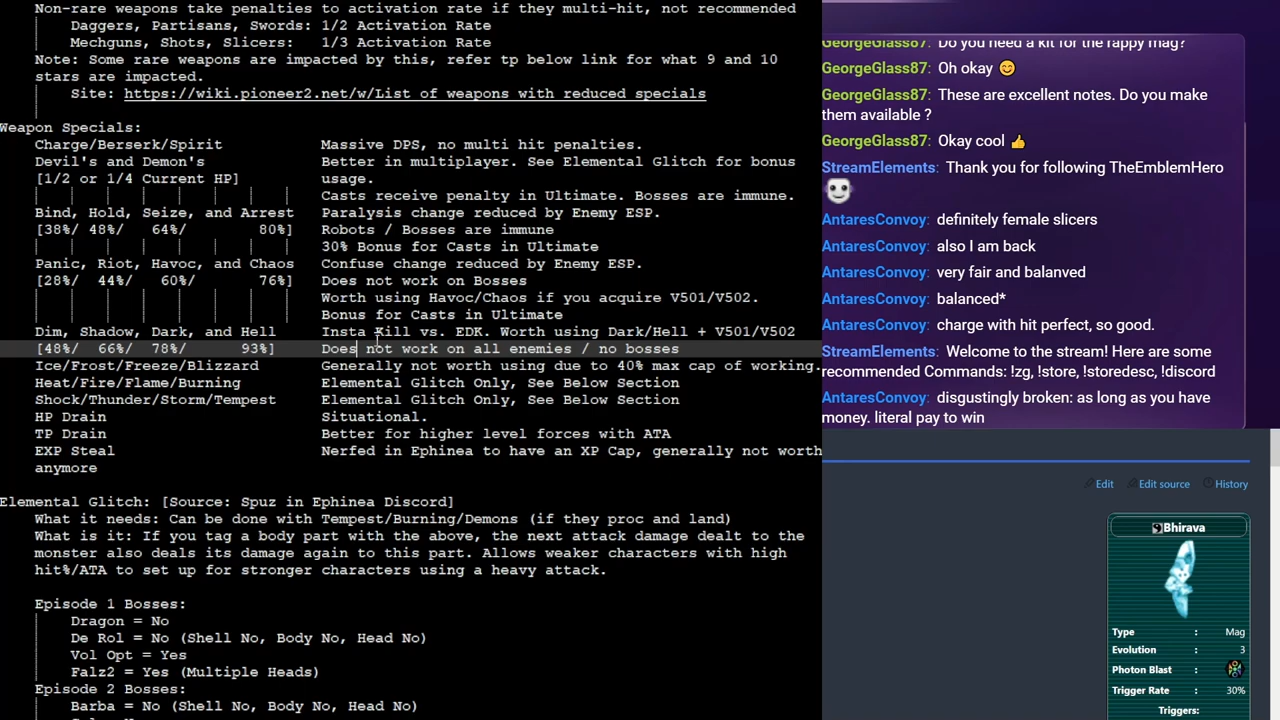 Non-rare weapons take penalties to activation rate if they multi-hit, not recommended
Daggers, Partisans, Swords: 1/2 Activation Rate
Mechguns, Shots, Slicers: 1/3 Activation Rate
Note: Some rare weapons are impacted by this, refer tp below link for what 9 and 10
stars are impacted.
Site: https://wiki.pioneer2.net/w/List of weapons with reduced specials
Weapon Specials:
Charge/Berserk/Spirit Massive DPS, no multi hit penalties.
Devil's and Demon's Better in multiplayer. See Elemental Glitch for bonus
[1/2 or 1/4 Current HP] usage.
Casts receive penalty in Ultimate. Bosses are immune.
Bind, Hold, Seize, and Arrest Paralysis change reduced by Enemy ESP.
[38%/ 48%/ 64%/ 80%] Robots / Bosses are immune
30% Bonus for Casts in Ultimate
Panic, Riot, Havoc, and Chaos Confuse change reduced by Enemy ESP.
[28%/ 44%/ 60%/ 76%] Does not work on Bosses
Worth using Havoc/Chaos if you acquire V501/V502.
Bonus for Casts in Ultimate
Dim, Shadow, Dark, and Hell Insta Kill vs. EDK. Worth using Dark/Hell + V501/V502
[48%/ 66%/ 78%/ 93%] Does not work on all enemies / no bosses
Ice/Frost/Freeze/Blizzard Generally not worth using due to 40% max cap of working.
Heat/Fire/Flame/Burning Elemental Glitch Only, See Below Section
Shock/Thunder/Storm/Tempest Elemental Glitch Only, See Below Section
HP Drain Situational.
TP Drain Better for higher level forces with ATA
EXP Steal Nerfed in Ephinea to have an XP Cap, generally not worth
anymore
Elemental Glitch: [Source: Spuz in Ephinea Discord]
What it needs: Can be done with Tempest/Burning/Demons (if they proc and land)
What is it: If you tag a body part with the above, the next attack damage dealt to the
monster also deals its damage again to this part. Allows weaker characters with high
hit%/ATA to set up for stronger characters using a heavy attack.
Episode 1 Bosses:
Dragon = No
De Rol = No (Shell No, Body No, Head No)
Vol Opt = Yes
Falz2 = Yes (Multiple Heads)
Episode 2 Bosses:
Barba = No (Shell No, Body No, Head No)
GeorgeGlass87: Do you need a kit for the rappy mag?
GeorgeGlass87: Oh okay 😊
GeorgeGlass87: These are excellent notes. Do you make
them available ?
GeorgeGlass87: Okay cool 👍
StreamElements: Thank you for following TheEmblemHero
AntaresConvoy: definitely female slicers
AntaresConvoy: also I am back
AntaresConvoy: very fair and balanved
AntaresConvoy: balanced*
AntaresConvoy: charge with hit perfect, so good.
StreamElements: Welcome to the stream! Here are some
recommended Commands: !zg, !store, !storedesc, !discord
AntaresConvoy: disgustingly broken: as long as you have
money. literal pay to win
Edit Edit source History
Bhirava
Type : Mag
Evolution : 3
Photon Blast :
Trigger Rate : 30%
Triggers: